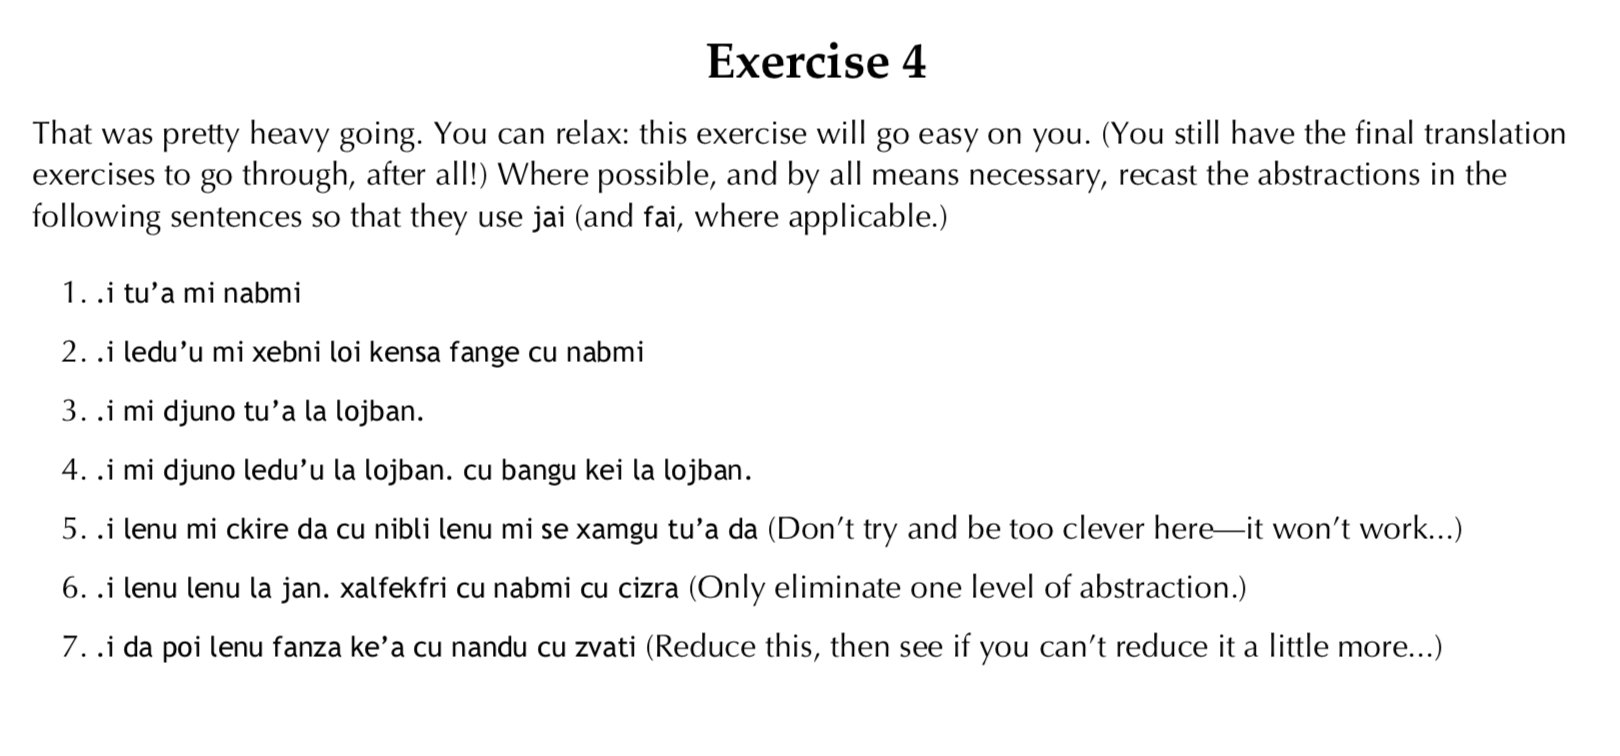 Exercise 4
That was pretty heavy going. You can relax: this exercise will go easy on you. (You still have the final translation
exercises to go through, after all!) Where possible, and by all means necessary, recast the abstractions in the
following sentences so that they use jai (and fai, where applicable.)
1. .i tu’a mi nabmi
2. .i ledu’u mi xebni loi kensa fange cu nabmi
3. .i mi djuno tu’a la lojban.
4. .i mi djuno ledu’u la lojban. cu bangu kei la lojban.
5. .i lenu mi ckire da cu nibli lenu mi se xamgu tu’a da (Don’t try and be too clever here—it won’t work...)
6. .i lenu lenu la jan. xalfekfri cu nabmi cu cizra (Only eliminate one level of abstraction.)
7. .i da poi lenu fanza ke’a cu nandu cu zvati (Reduce this, then see if you can’t reduce it a little more...)